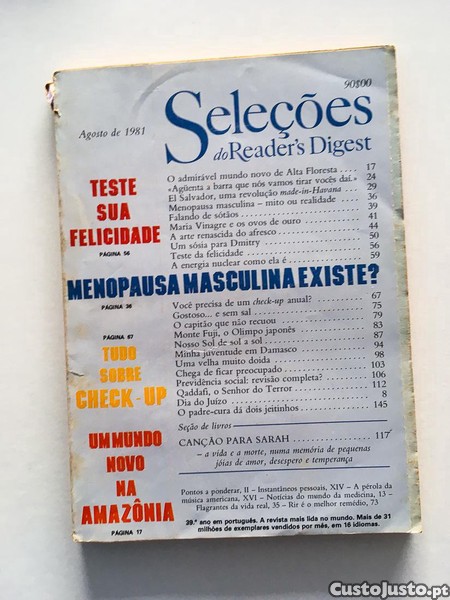 90$00
Agosto de 1981
Seleções
do Reader's Digest
TESTE
SUA
FELICIDADE
PÁGINA 56
O admirável mundo novo de Alta Floresta .... 17
«Agüenta a barra que nós vamos tirar vocês daí.» 24
El Salvador, uma revolução made-in-Havana --- 29
Menopausa masculina – mito ou realidade .... 36
Falando de sótãos .... 39
Maria Vinagre e os ovos de ouro .... 41
A arte renascida do afresco .... 44
Um sósia para Dmitry .... 50
Teste da felicidade .... 56
A energia nuclear como ela é .... 59
MENOPAUSA MASCULINA EXISTE?
PÁGINA 36
PÁGINA 67
TUDO
SOBRE
CHECK-UP
Você precisa de um check-up anual? .... 67
Gostoso... e sem sal .... 75
O capitão que não recuou .... 79
Monte Fuji, o Olimpo japonês .... 83
Nosso Sol de sol a sol .... 87
Minha juventude em Damasco .... 94
Uma velha muito doida .... 98
Chega de ficar preocupado .... 103
Previdência social: revisão completa? .... 106
Qaddafi, o Senhor do Terror .... 112
Dia do Juízo .... 8
O padre-cura dá dois jeitinhos .... 145
Seção de livros
CANÇÃO PARA SARAH .... 117
– a vida e a morte, numa memória de pequenas
jóias de amor, desespero e temperança
UM MUNDO
NOVO
NA
AMAZÔNIA
PÁGINA 17
Pontos a ponderar, II – Instantâneos pessoais, XIV – A pérola da
música americana, XVI – Notícias do mundo da medicina, 13 –
Flagrantes da vida real, 35 – Rir é o melhor remédio, 73
39.º ano em português. A revista mais lida no mundo. Mais de 31
milhões de exemplares vendidos por mês, em 16 idiomas.
CustoJusto.pt